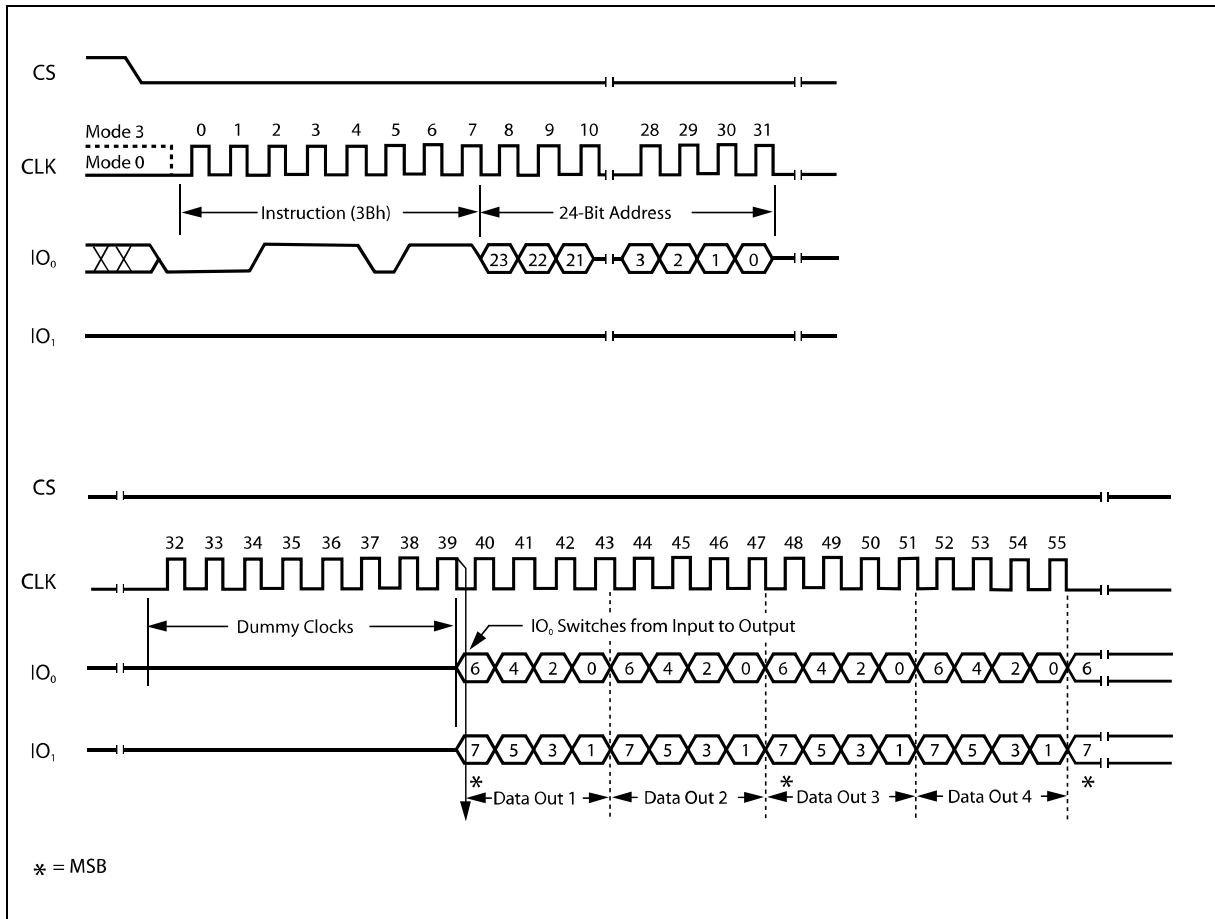 CS
Mode 3
0 1 2 3 4 5 6 7 8 9 10 28 29 30 31
CLK
Mode 0
Instruction (3Bh)
24-Bit Address
IO₀
23 22 21 3 2 1 0
IO₁
CS
32 33 34 35 36 37 38 39 40 41 42 43 44 45 46 47 48 49 50 51 52 53 54 55
CLK
Dummy Clocks
IO₀ Switches from Input to Output
IO₀
6 4 2 0 6 4 2 0 6 4 2 0 6 4 2 0 6
IO₁
7 5 3 1 7 5 3 1 7 5 3 1 7 5 3 1 7
* * *
Data Out 1 Data Out 2 Data Out 3 Data Out 4
* = MSB